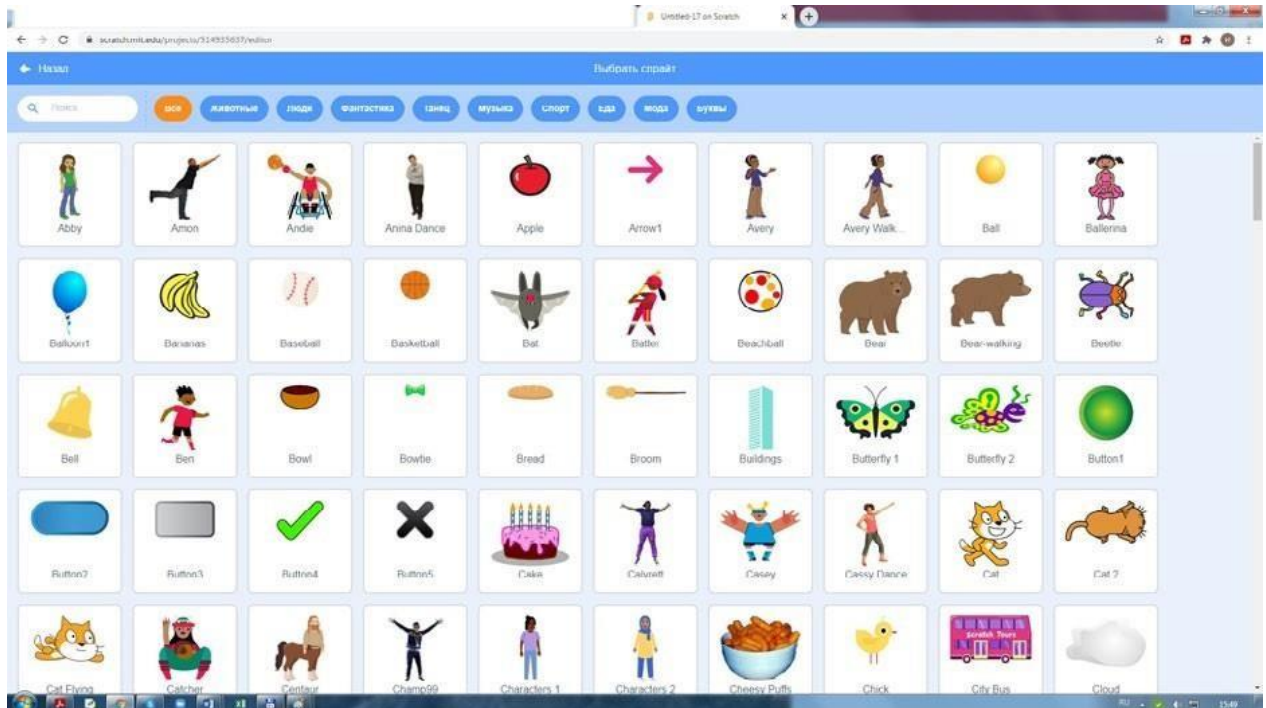 Untitled-17 on Scratch
scratch.mit.edu/projects/514935637/editor
Назад
Выбрать спрайт
Поиск
Все Животные Люди Фантастика Танец Музыка Спорт Еда Мода Буквы
Abby Amon Andie Anina Dance Apple Arrow1 Avery Avery Walk... Ball Ballerina
Balloon1 Bananas Baseball Basketball Bat Batter Beachball Bear Bear-walking Beetle
Bell Ben Bowl Bowtie Bread Broom Buildings Butterfly 1 Butterfly 2 Button1
Button2 Button3 Button4 Button5 Cake Calvrett Casey Cassy Dance Cat Cat 2
Scratch Tours
Cat Flying Catcher Centaur Champ99 Characters 1 Characters 2 Cheesy Puffs Chick City Bus Cloud
RU 15:49